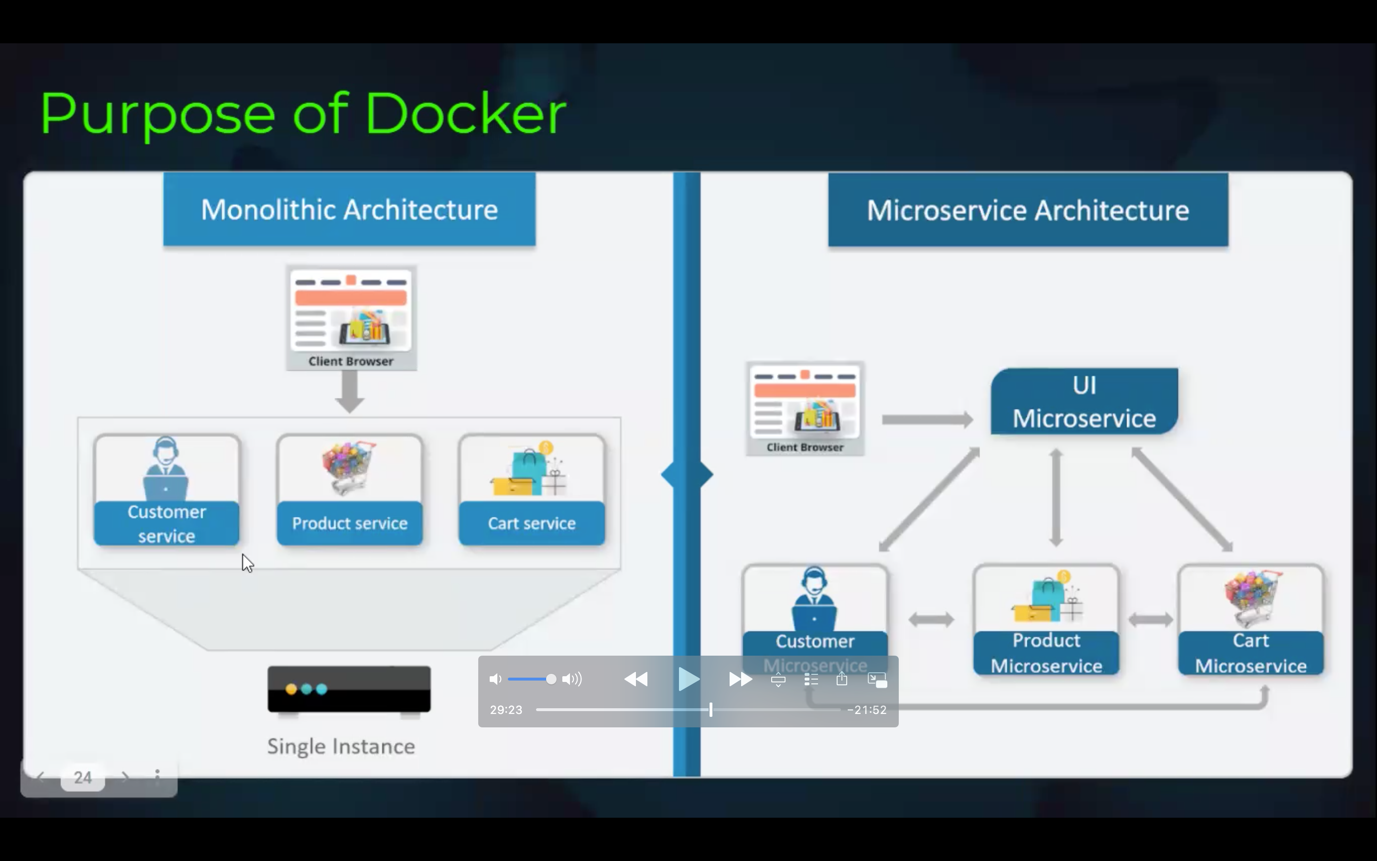 Purpose of Docker
Monolithic Architecture
Client Browser
Customer
service
Product service
Cart service
Single Instance
Microservice Architecture
Client Browser
UI
Microservice
Customer
Microservice
Product
Microservice
Cart
Microservice
29:23
−21:52
24